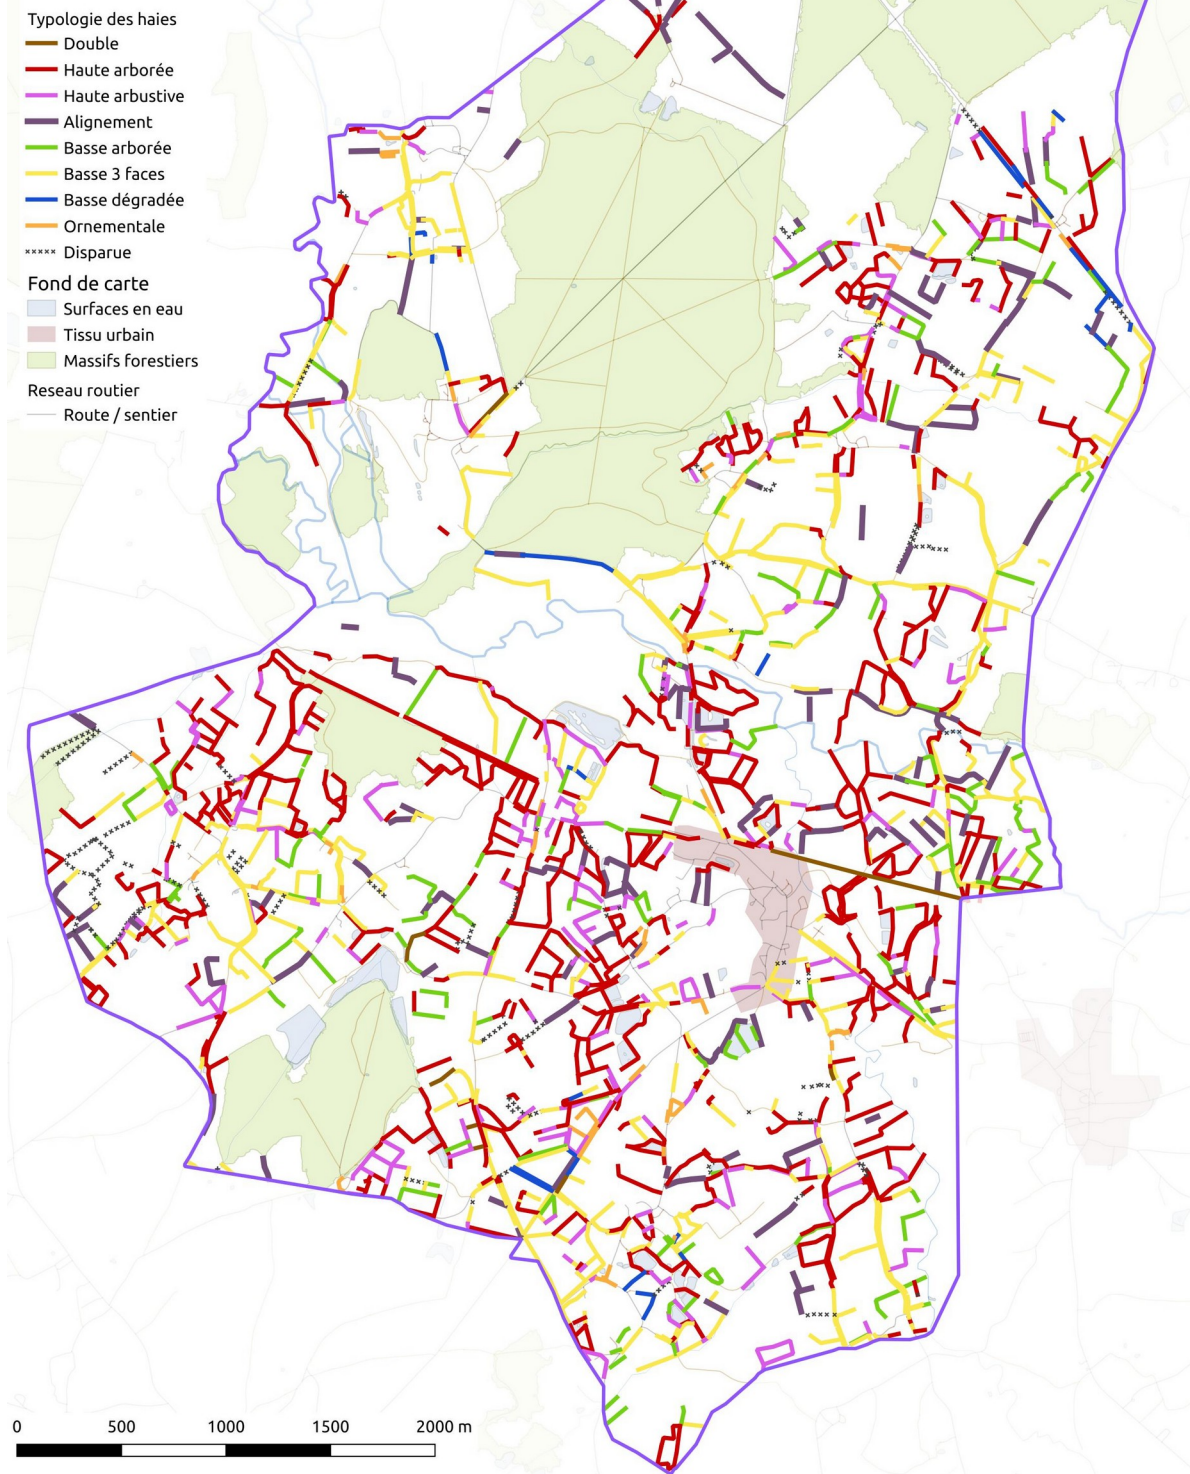 Typologie des haies
Double
Haute arborée
Haute arbustive
Alignement
Basse arborée
Basse 3 faces
Basse dégradée
Ornementale
Disparue
Fond de carte
Surfaces en eau
Tissu urbain
Massifs forestiers
Reseau routier
Route / sentier
0 500 1000 1500 2000 m